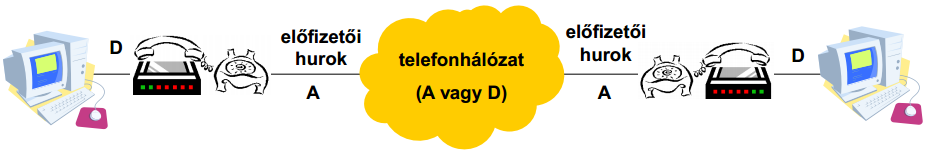 D
előfizetői
hurok
A
telefonhálózat
(A vagy D)
előfizetői
hurok
A
D